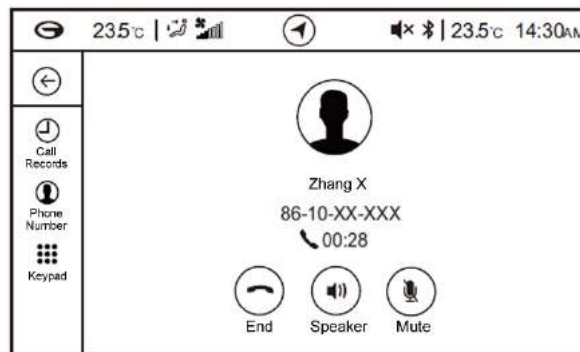 23.5°C 23.5°C 14:30AM
Call
Records
Phone
Number
Keypad
Zhang X
86-10-XX-XXX
00:28
End Speaker Mute